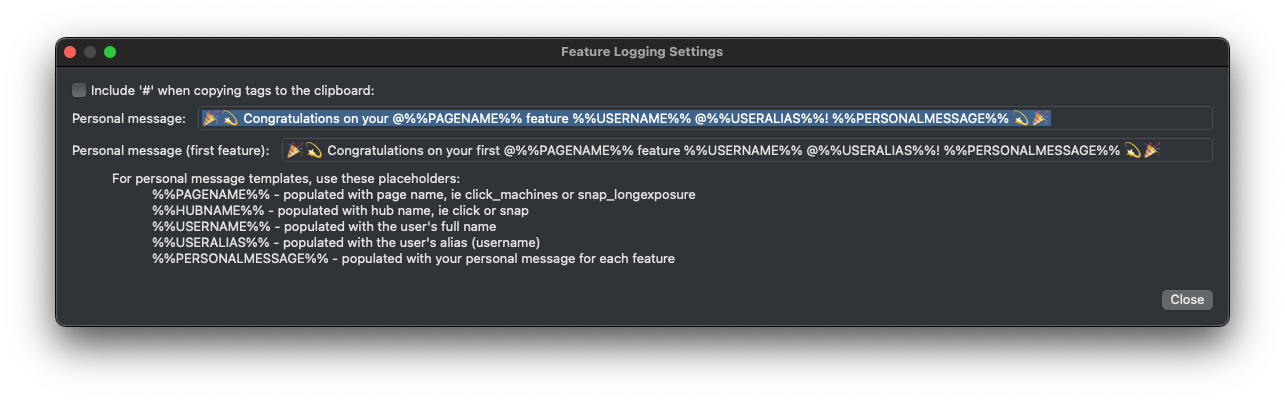 Feature Logging Settings
Include '#' when copying tags to the clipboard:
Personal message: 🎉💫 Congratulations on your @%%PAGENAME%% feature %%USERNAME%% @%%USERALIAS%%! %%PERSONALMESSAGE%% 💫🎉
Personal message (first feature): 🎉💫 Congratulations on your first @%%PAGENAME%% feature %%USERNAME%% @%%USERALIAS%%! %%PERSONALMESSAGE%% 💫🎉
For personal message templates, use these placeholders:
%%PAGENAME%% - populated with page name, ie click_machines or snap_longexposure
%%HUBNAME%% - populated with hub name, ie click or snap
%%USERNAME%% - populated with the user's full name
%%USERALIAS%% - populated with the user's alias (username)
%%PERSONALMESSAGE%% - populated with your personal message for each feature
Close